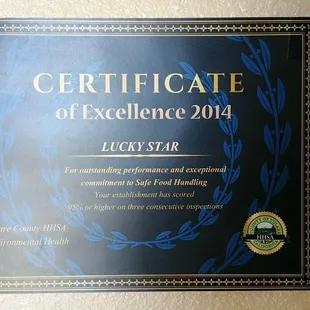 CERTIFICATE
of Excellence 2014
LUCKY STAR
For outstanding performance and exceptional
commitment to Safe Food Handling
Your establishment has scored
95% or higher on three consecutive inspections
County HHSA
Health
HHSA